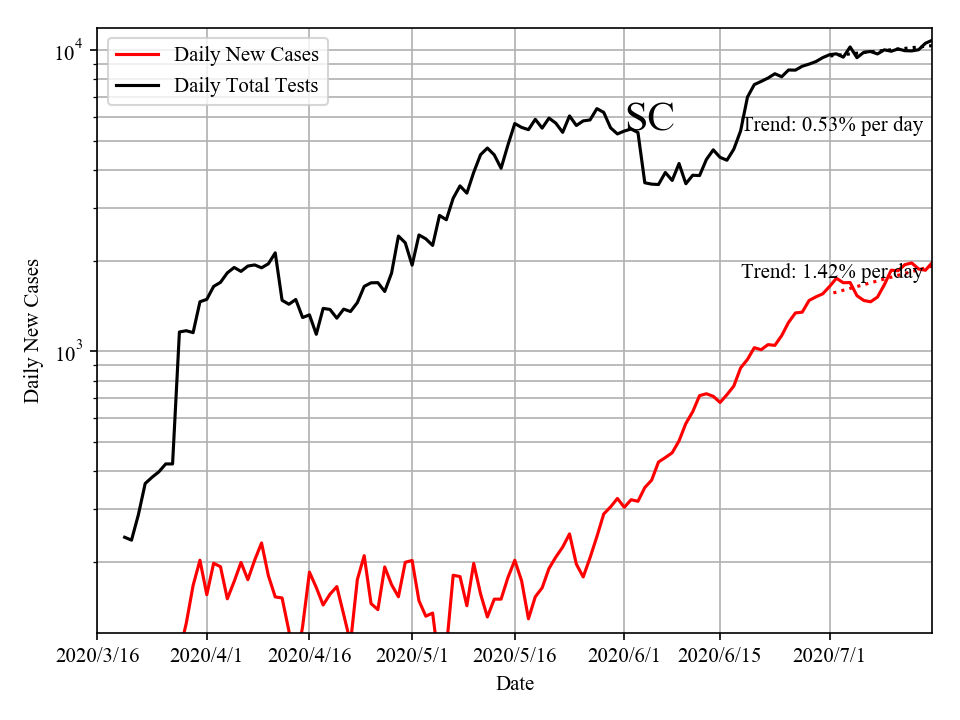 Daily New Cases
Daily Total Tests
SC
Trend: 0.53% per day
Trend: 1.42% per day
10^4
10^3
Daily New Cases
2020/3/16 2020/4/1 2020/4/16 2020/5/1 2020/5/16 2020/6/1 2020/6/15 2020/7/1
Date